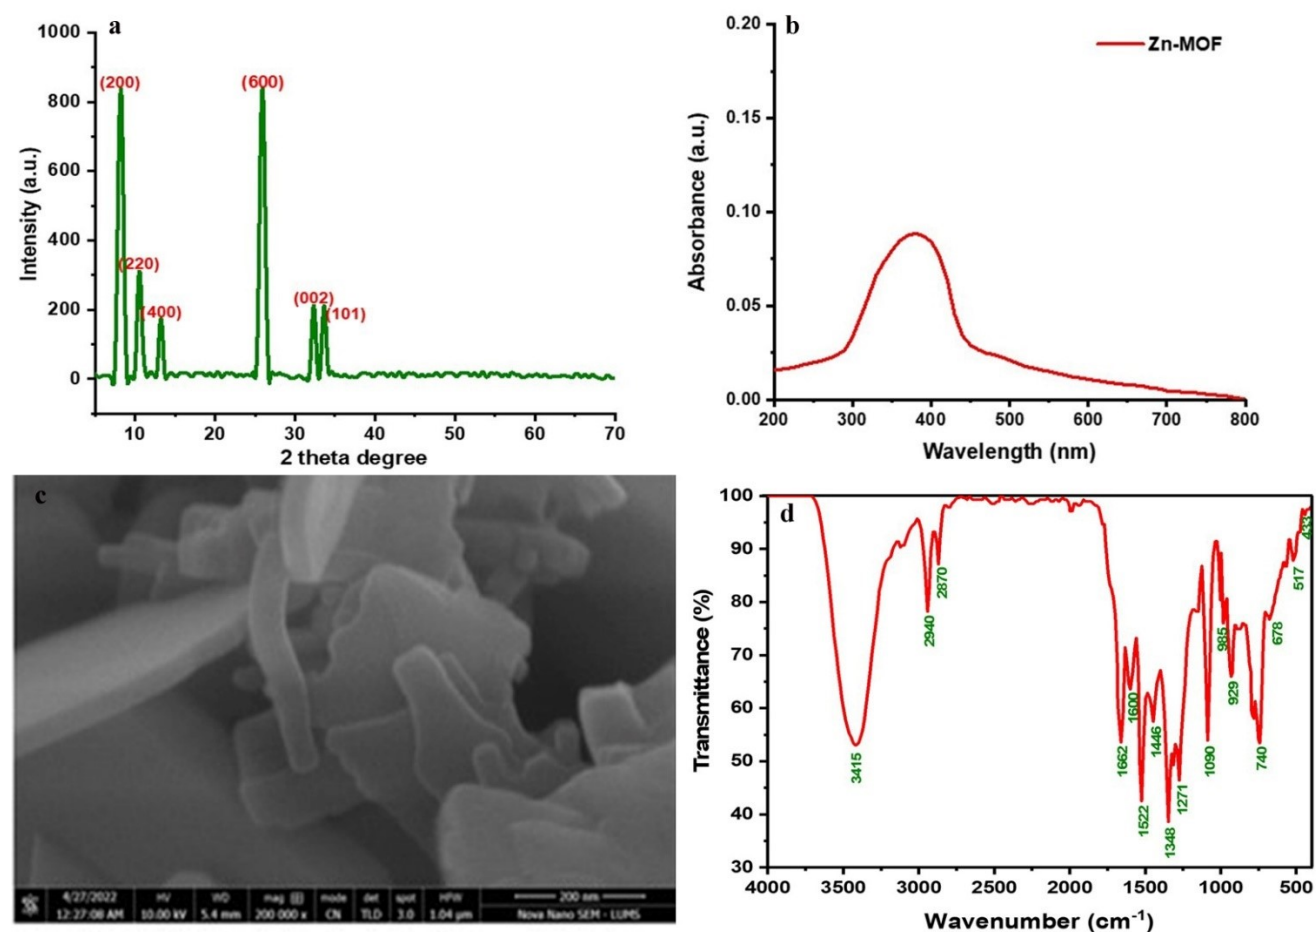 a
1000
800
600
400
200
0
Intensity (a.u.)
(200)
(220)
(400)
(600)
(002)
(101)
10 20 30 40 50 60 70
2 theta degree
b
Zn-MOF
0.20
0.15
0.10
0.05
0.00
Absorbance (a.u.)
200 300 400 500 600 700 800
Wavelength (nm)
c
4/27/2022 HV WD mag mode det spot HFW 200 nm
12:27:08 AM 10.00 kV 5.4 mm 200 000 x CN TLD 3.0 1.04 µm Nova Nano SEM - LUMS
d
100
90
80
70
60
50
40
30
Transmittance (%)
3415
2940
2870
1662
1600
1522
1446
1348
1271
1090
985
929
740
678
517
433
4000 3500 3000 2500 2000 1500 1000 500
Wavenumber (cm⁻¹)